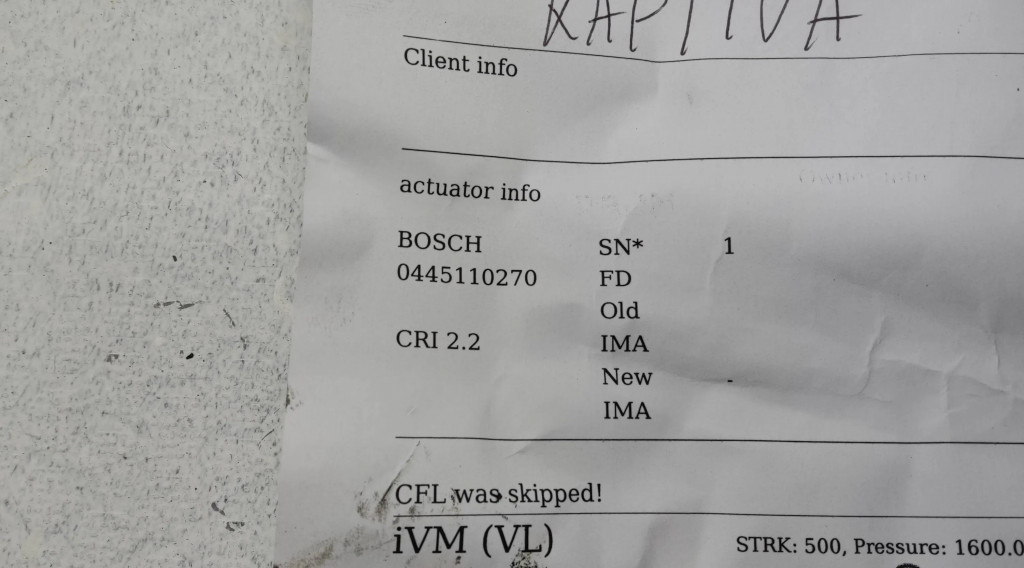 KAPTIVA
Client info
actuator info
BOSCH SN* 1
0445110270 FD
Old
CRI 2.2 IMA
New -
IMA
CFL was skipped!
iVM (VL) STRK: 500, Pressure: 1600.0